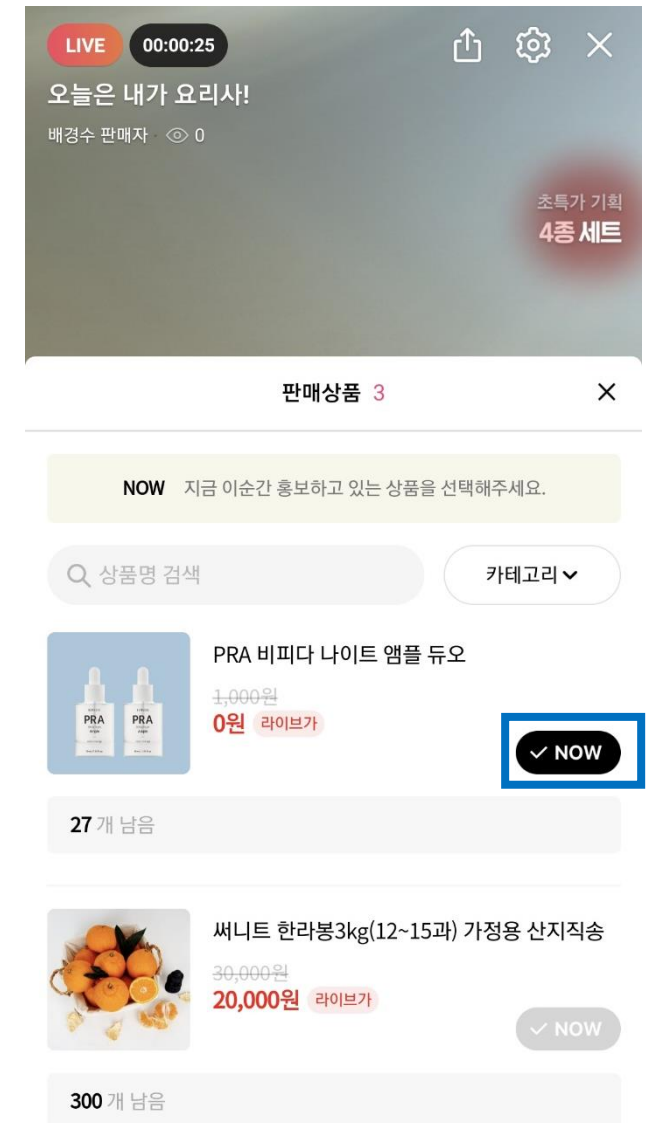 LIVE 00:00:25
오늘은 내가 요리사!
배경수 판매자 · 0
초특가 기획
4종 세트
판매상품 3
NOW 지금 이순간 홍보하고 있는 상품을 선택해주세요.
상품명 검색
카테고리
PRA 비피다 나이트 앰플 듀오
1,000원
0원 라이브가
PRA PRA
NOW
27 개 남음
써니트 한라봉3kg(12~15과) 가정용 산지직송
30,000원
20,000원 라이브가
NOW
300 개 남음